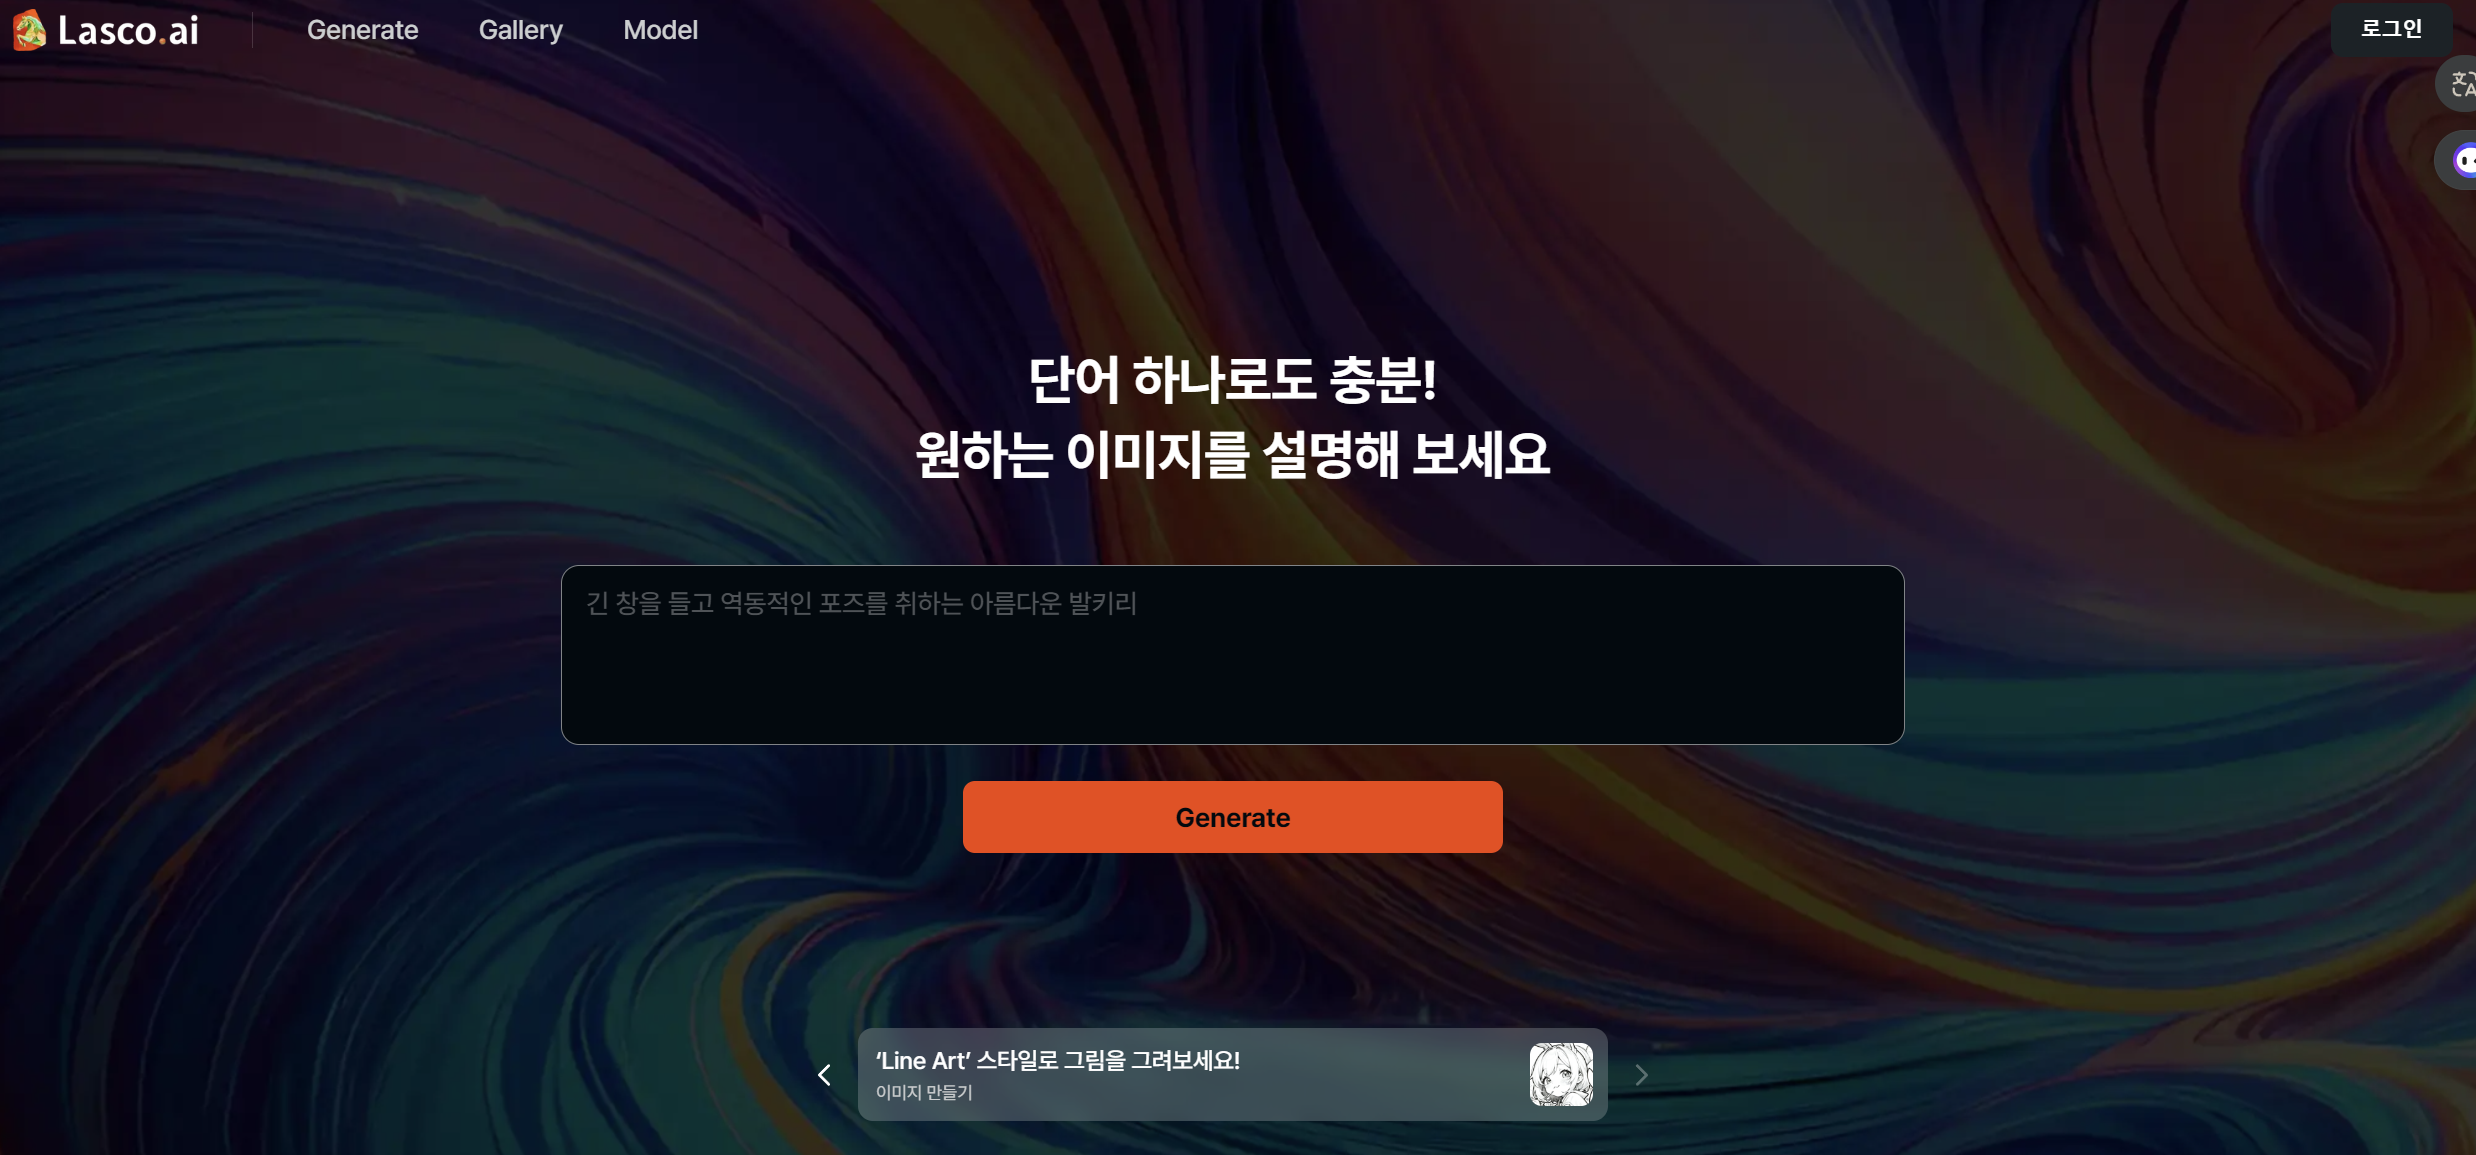 Lasco.ai
Generate
Gallery
Model
로그인
단어 하나로도 충분!
원하는 이미지를 설명해 보세요
긴 창을 들고 역동적인 포즈를 취하는 아름다운 발키리
Generate
‘Line Art’ 스타일로 그림을 그려보세요!
이미지 만들기